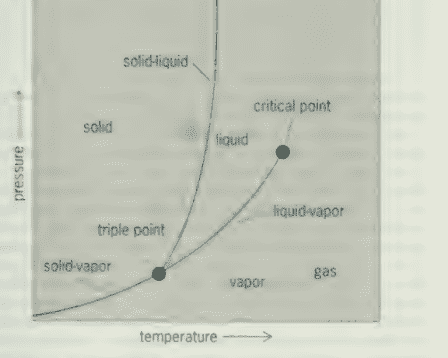 solid-liquid
critical point
solid
liquid
pressure
liquid-vapor
triple point
solid-vapor
gas
vapor
temperature